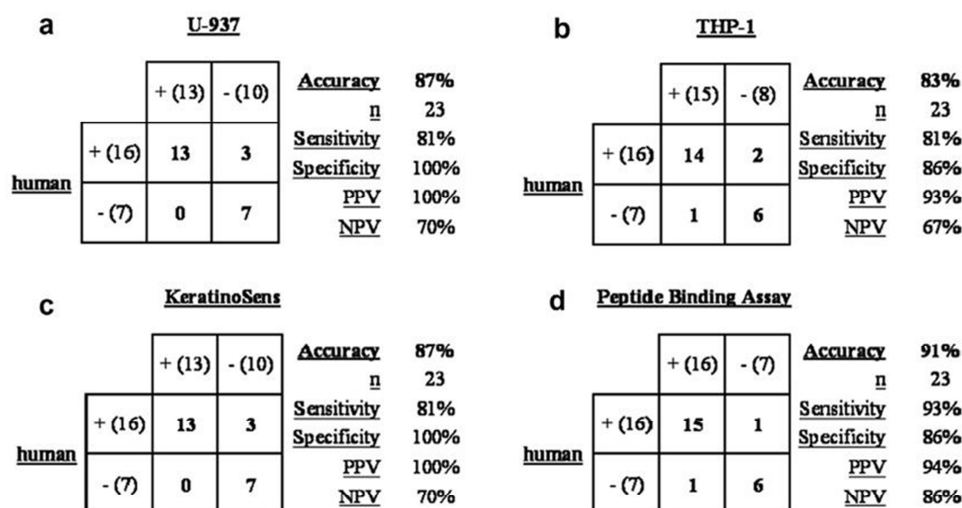 a
U-937
+ (13) - (10)
Accuracy 87%
n 23
+ (16) 13 3
Sensitivity 81%
Specificity 100%
human
PPV 100%
- (7) 0 7
NPV 70%
b
THP-1
+ (15) - (8)
Accuracy 83%
n 23
+ (16) 14 2
Sensitivity 81%
Specificity 86%
human
PPV 93%
- (7) 1 6
NPV 67%
c
KeratinoSens
+ (13) - (10)
Accuracy 87%
n 23
+ (16) 13 3
Sensitivity 81%
Specificity 100%
human
PPV 100%
- (7) 0 7
NPV 70%
d
Peptide Binding Assay
+ (16) - (7)
Accuracy 91%
n 23
+ (16) 15 1
Sensitivity 93%
Specificity 86%
human
PPV 94%
- (7) 1 6
NPV 86%